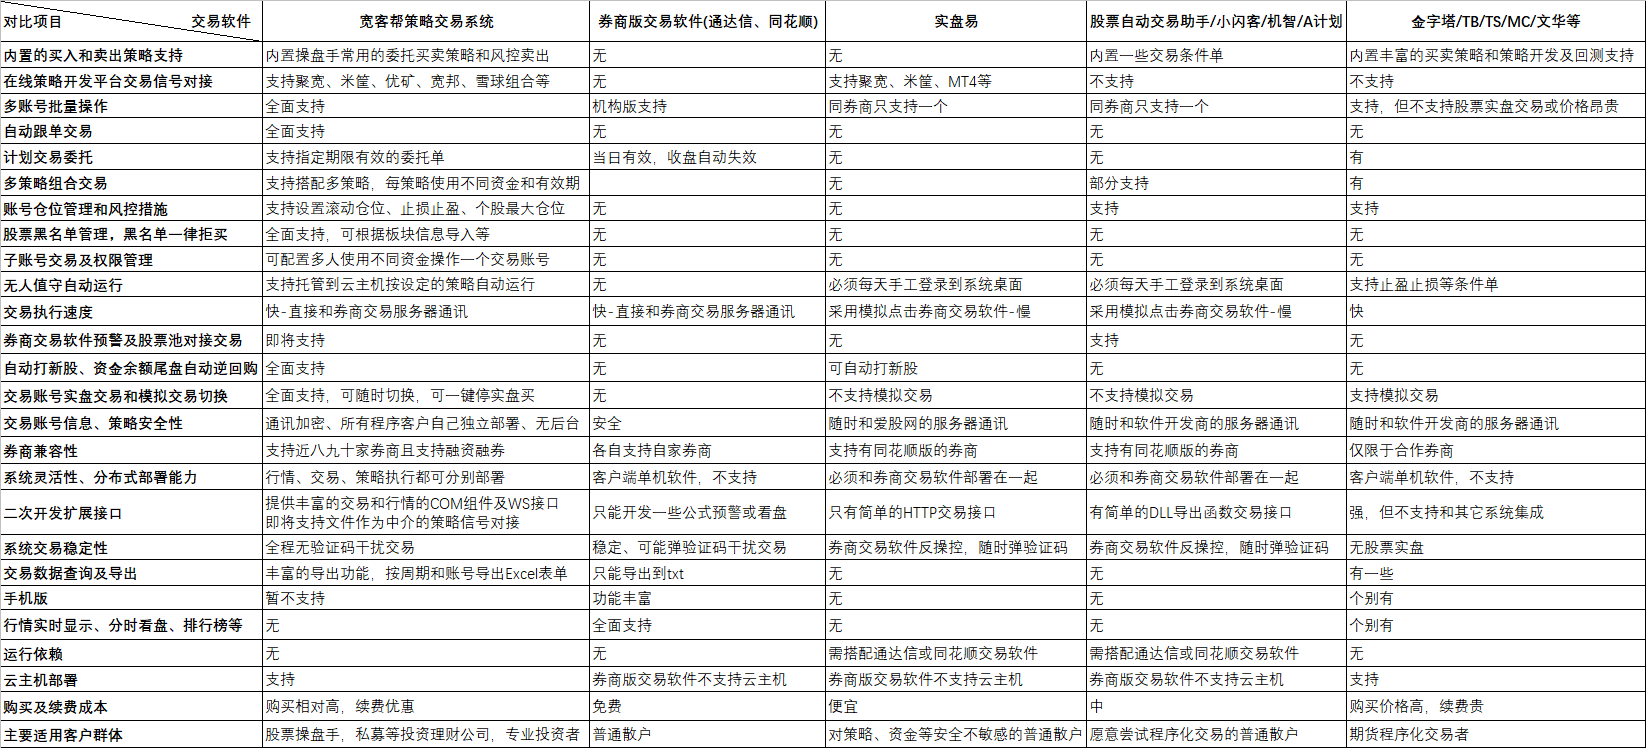 对比项目 交易软件 宽客帮策略交易系统 券商版交易软件(通达信、同花顺) 实盘易 股票自动交易助手/小闪客/机智/A计划 金字塔/TB/TS/MC/文华等
内置的买入和卖出策略支持 内置操盘手常用的委托买卖策略和风控卖出 无 无 内置一些交易条件单 内置丰富的买卖策略和策略开发及回测支持
在线策略开发平台交易信号对接 支持聚宽、米筐、优矿、宽邦、雪球组合等 无 支持聚宽、米筐、MT4等 不支持 不支持
多账号批量操作 全面支持 机构版支持 同券商只支持一个 同券商只支持一个 支持，但不支持股票实盘交易或价格昂贵
自动跟单交易 全面支持 无 无 无 无
计划交易委托 支持指定期限有效的委托单 当日有效，收盘自动失效 无 无 有
多策略组合交易 支持搭配多策略，每策略使用不同资金和有效期 无 部分支持 有
账号仓位管理和风控措施 支持设置滚动仓位、止损止盈、个股最大仓位 无 无 支持 支持
股票黑名单管理，黑名单一律拒买 全面支持，可根据板块信息导入等 无 无 无 无
子账号交易及权限管理 可配置多人使用不同资金操作一个交易账号 无 无 无 无
无人值守自动运行 支持托管到云主机按设定的策略自动运行 无 必须每天手工登录到系统桌面 必须每天手工登录到系统桌面 支持止盈止损等条件单
交易执行速度 快-直接和券商交易服务器通讯 快-直接和券商交易服务器通讯 采用模拟点击券商交易软件-慢 采用模拟点击券商交易软件-慢 快
券商交易软件预警及股票池对接交易 即将支持 无 无 支持 无
自动打新股、资金余额尾盘自动逆回购 全面支持 无 可自动打新股 无 无
交易账号实盘交易和模拟交易切换 全面支持，可随时切换，可一键停实盘买 无 不支持模拟交易 不支持模拟交易 支持模拟交易
交易账号信息、策略安全性 通讯加密、所有程序客户自己独立部署、无后台 安全 随时和爱股网的服务器通讯 随时和软件开发商的服务器通讯 随时和软件开发商的服务器通讯
券商兼容性 支持近八九十家券商且支持融资融券 各自支持自家券商 支持有同花顺版的券商 支持有同花顺版的券商 仅限于合作券商
系统灵活性、分布式部署能力 行情、交易、策略执行都可分别部署 客户端单机软件，不支持 必须和券商交易软件部署在一起 必须和券商交易软件部署在一起 客户端单机软件，不支持
二次开发扩展接口 提供丰富的交易和行情的COM组件及WS接口
即将支持文件作为中介的策略信号对接 只能开发一些公式预警或看盘 只有简单的HTTP交易接口 有简单的DLL导出函数交易接口 强，但不支持和其它系统集成
系统交易稳定性 全程无验证码干扰交易 稳定、可能弹验证码干扰交易 券商交易软件反操控，随时弹验证码 券商交易软件反操控，随时弹验证码 无股票实盘
交易数据查询及导出 丰富的导出功能，按周期和账号导出Excel表单 只能导出到txt 无 无 有一些
手机版 暂不支持 功能丰富 无 无 个别有
行情实时显示、分时看盘、排行榜等 无 全面支持 无 无 个别有
运行依赖 无 无 需搭配通达信或同花顺交易软件 需搭配通达信或同花顺交易软件 无
云主机部署 支持 券商版交易软件不支持云主机 券商版交易软件不支持云主机 券商版交易软件不支持云主机 支持
购买及续费成本 购买相对高，续费优惠 免费 便宜 中 购买价格高，续费贵
主要适用客户群体 股票操盘手，私募等投资理财公司，专业投资者 普通散户 对策略、资金等安全不敏感的普通散户 愿意尝试程序化交易的普通散户 期货程序化交易者